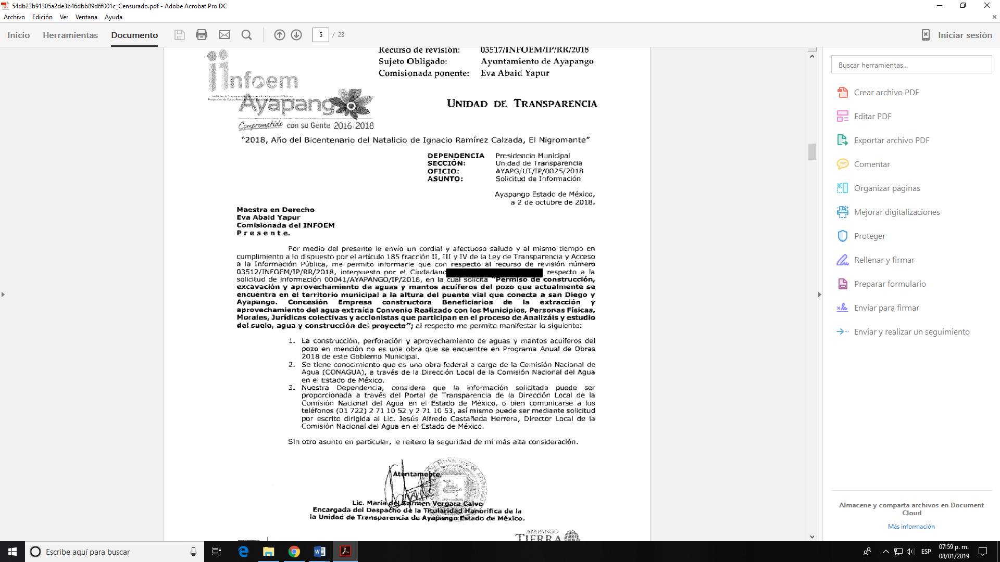 54db23b91305a2de3b46dbb89d6f001c_Censurado.pdf - Adobe Acrobat Pro DC
Archivo Edición Ver Ventana Ayuda
Inicio Herramientas Documento 5 / 23 Iniciar sesión
Recurso de revisión: 03517/INFOEM/IP/RR/2018
Sujeto Obligado: Ayuntamiento de Ayapango
Comisionada ponente: Eva Abaid Yapur
infoem
Instituto de Transparencia, Acceso a la Información Pública y
Ayapango
Comprometido con su Gente 2016-2018
UNIDAD DE TRANSPARENCIA
"2018, Año del Bicentenario del Natalicio de Ignacio Ramírez Calzada, El Nigromante"
DEPENDENCIA Presidencia Municipal
SECCIÓN: Unidad de Transparencia
OFICIO: AYAPG/UT/IP/0025/2018
ASUNTO: Solicitud de Información
Ayapango Estado de México,
a 2 de octubre de 2018.
Maestra en Derecho
Eva Abaid Yapur
Comisionada del INFOEM
P r e s e n t e.
Por medio del presente le envío un cordial y afectuoso saludo y al mismo tiempo en
cumplimiento a lo dispuesto por el artículo 185 fracción II, III y IV de la Ley de Transparencia y Acceso
a la Información Pública, me permito informarle que con respecto al recurso de revisión número
03512/INFOEM/IP/RR/2018, interpuesto por el Ciudadano respecto a la
solicitud de información 00041/AYAPANGO/IP/2018, en la cual solicita "Permiso de construcción,
excavación y aprovechamiento de aguas y mantos acuíferos del pozo que actualmente se
encuentra en el territorio municipal a la altura del puente vial que conecta a san Diego y
Ayapango. Concesión Empresa constructora Beneficiarios de la extracción y
aprovechamiento del agua extraída Convenio Realizado con los Municipios, Personas Físicas,
Morales, Jurídicas colectivas y accionistas que participan en el proceso de Analizáis y estudio
del suelo, agua y construcción del proyecto"; al respecto me permito manifestar lo siguiente:
1. La construcción, perforación y aprovechamiento de aguas y mantos acuíferos del
pozo en mención no es una obra que se encuentre en Programa Anual de Obras
2018 de este Gobierno Municipal.
2. Se tiene conocimiento que es una obra federal a cargo de la Comisión Nacional de
Agua (CONAGUA), a través de la Dirección Local de la Comisión Nacional del Agua
en el Estado de México.
3. Nuestra Dependencia, considera que la información solicitada puede ser
proporcionada a través del Portal de Transparencia de la Dirección Local de la
Comisión Nacional del Agua en el Estado de México, o bien comunicarse a los
teléfonos (01 722) 2 71 10 52 y 2 71 10 53, así mismo puede ser mediante solicitud
por escrito dirigida al Lic. Jesús Alfredo Castañeda Herrera, Director Local de la
Comisión Nacional del Agua en el Estado de México.
Sin otro asunto en particular, le reitero la seguridad de mi más alta consideración.
Atentamente,
Lic. María del Carmen Vergara Calvo
Encargada del Despacho de la Titularidad Honorífica de la
la Unidad de Transparencia de Ayapango Estado de México.
AYAPANGO
TIERRA
Buscar herramientas...
Crear archivo PDF
Editar PDF
Exportar archivo PDF
Comentar
Organizar páginas
Mejorar digitalizaciones
Proteger
Rellenar y firmar
Preparar formulario
Enviar para firmar
Enviar y realizar un seguimiento
Almacene y comparta archivos en Document
Cloud
Más información
Escribe aquí para buscar
ESP
07:59 p. m.
08/01/2019